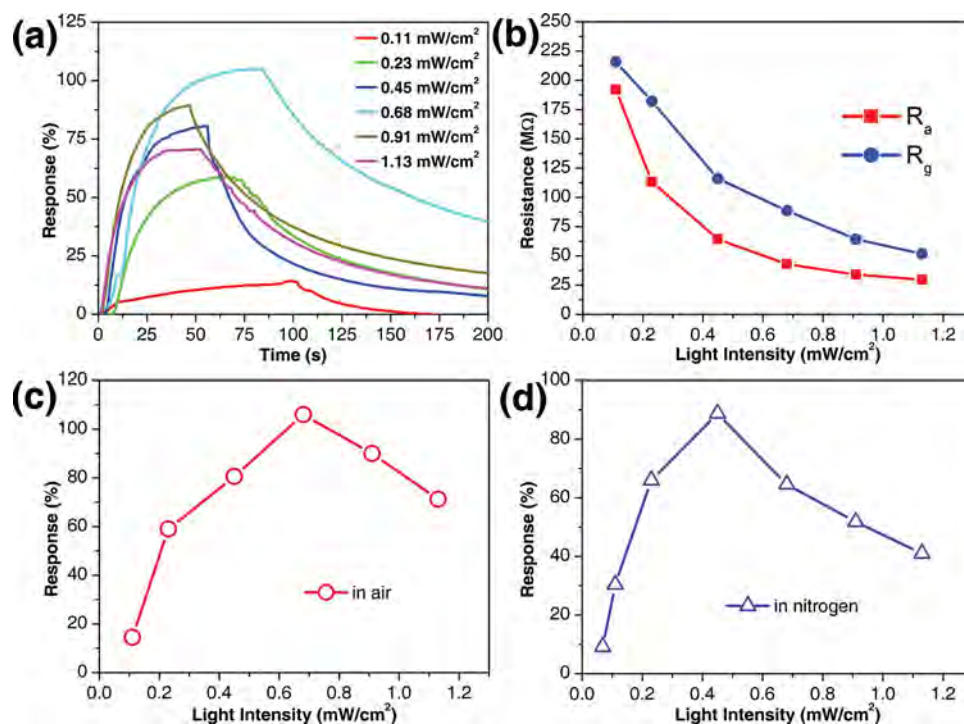 (a)
125
100
75
50
25
0
Response (%)
0 25 50 75 100 125 150 175 200
Time (s)
0.11 mW/cm²
0.23 mW/cm²
0.45 mW/cm²
0.68 mW/cm²
0.91 mW/cm²
1.13 mW/cm²
(b)
250
225
200
175
150
125
100
75
50
25
0
Resistance (MΩ)
0.0 0.2 0.4 0.6 0.8 1.0 1.2
Light Intensity (mW/cm²)
Rₐ
R_g
(c)
120
100
80
60
40
20
0
Response (%)
0.0 0.2 0.4 0.6 0.8 1.0 1.2
Light Intensity (mW/cm²)
in air
(d)
100
80
60
40
20
0
Response (%)
0.0 0.2 0.4 0.6 0.8 1.0 1.2
Light Intensity (mW/cm²)
in nitrogen